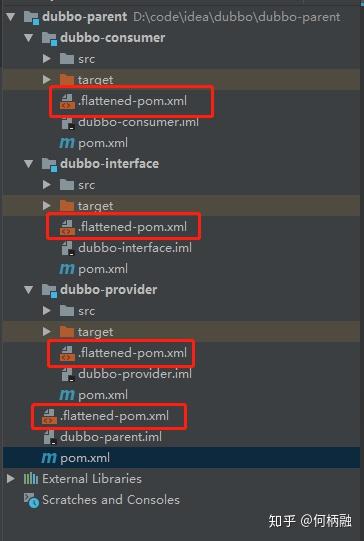 dubbo-parent D:\code\idea\dubbo\dubbo-parent
dubbo-consumer
src
target
.flattened-pom.xml
dubbo-consumer.iml
pom.xml
dubbo-interface
src
target
.flattened-pom.xml
dubbo-interface.iml
pom.xml
dubbo-provider
src
target
.flattened-pom.xml
dubbo-provider.iml
pom.xml
.flattened-pom.xml
dubbo-parent.iml
pom.xml
External Libraries
Scratches and Consoles
知乎 @何柄融